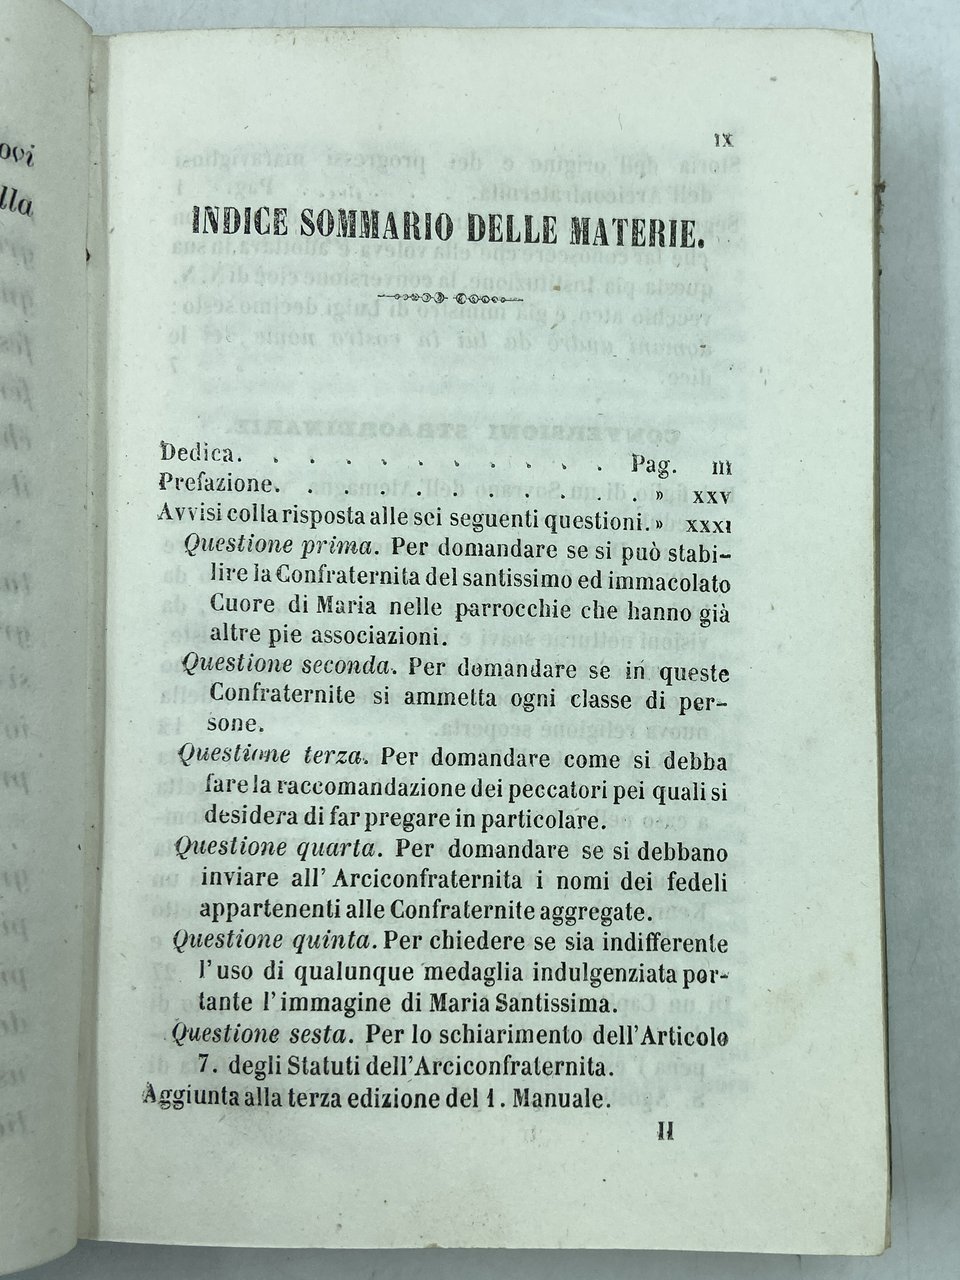 ovi
lla
IX
INDICE SOMMARIO DELLE MATERIE.
Dedica. . . . . . . . . . . Pag. III
Prefazione. . . . . . . . . . . » XXV
Avvisi colla risposta alle sei seguenti questioni. » XXXI
Questione prima. Per domandare se si può stabi-
lire la Confraternita del santissimo ed immacolato
Cuore di Maria nelle parrocchie che hanno già
altre pie associazioni.
Questione seconda. Per domandare se in queste
Confraternite si ammetta ogni classe di per-
sone.
Questione terza. Per domandare come si debba
fare la raccomandazione dei peccatori pei quali si
desidera di far pregare in particolare.
Questione quarta. Per domandare se si debbano
inviare all' Arciconfraternita i nomi dei fedeli
appartenenti alle Confraternite aggregate.
Questione quinta. Per chiedere se sia indifferente
l'uso di qualunque medaglia indulgenziata por-
tante l'immagine di Maria Santissima.
Questione sesta. Per lo schiarimento dell'Articolo
7. degli Statuti dell'Arciconfraternita.
Aggiunta alla terza edizione del 1. Manuale.
II